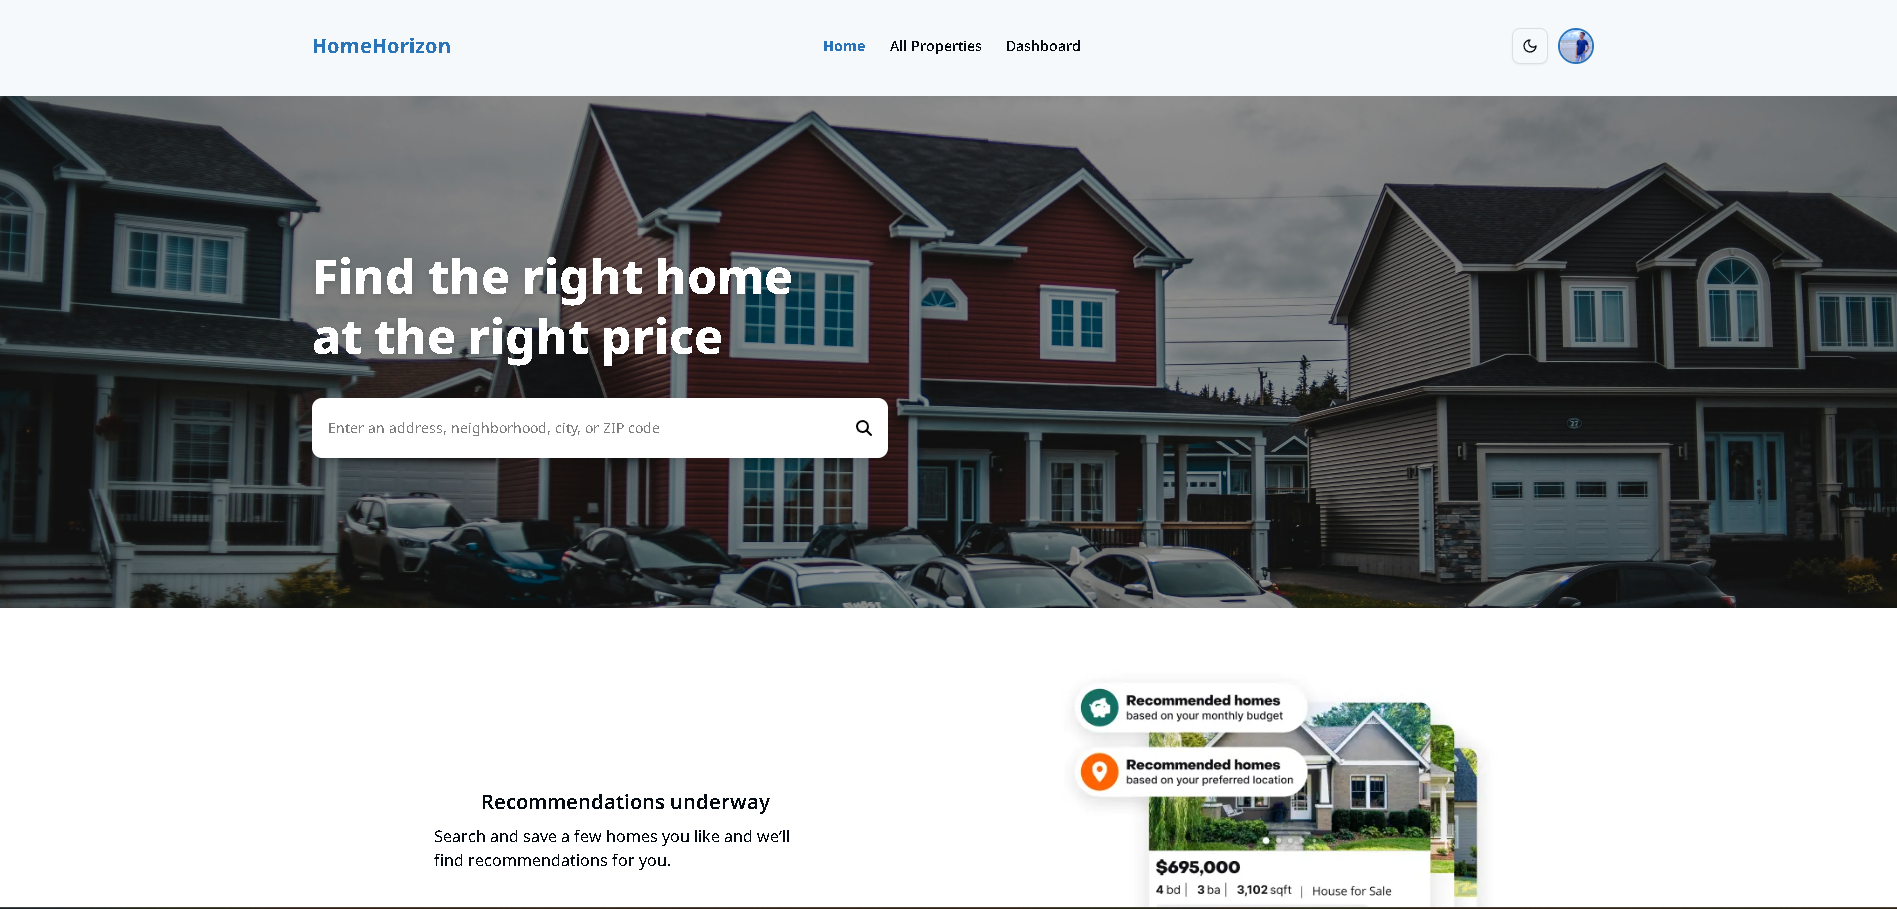 HomeHorizon
Home All Properties Dashboard
Find the right home
at the right price
Enter an address, neighborhood, city, or ZIP code
27
Recommended homes
based on your monthly budget
Recommended homes
based on your preferred location
Recommendations underway
Search and save a few homes you like and we'll
find recommendations for you.
$695,000
4 bd | 3 ba | 3,102 sqft | House for Sale